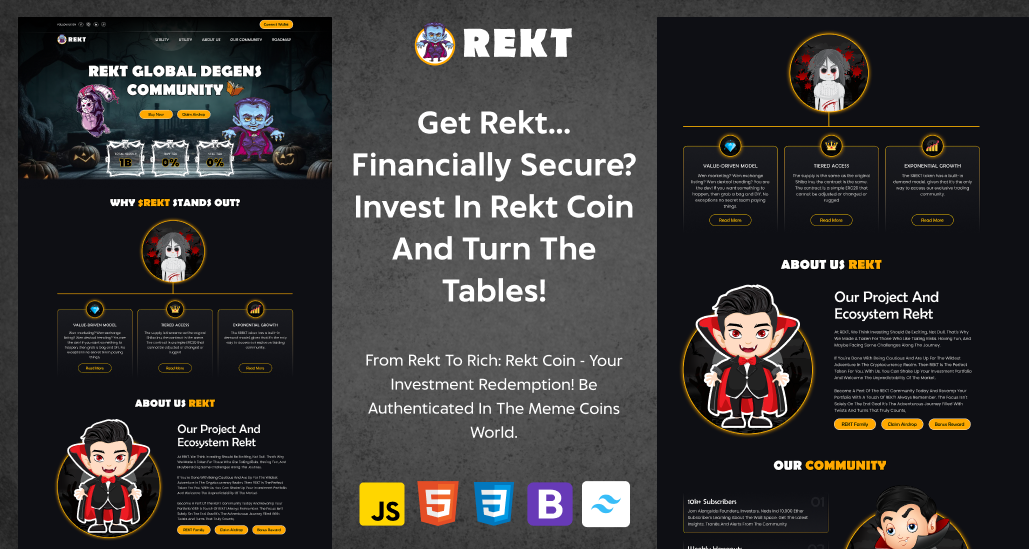 FOLLOW US ON
Connect Wallet
REKT
UTILITY
UTILITY
ABOUT US
OUR COMMUNITY
ROADMAP
REKT GLOBAL DEGENS
COMMUNITY
Buy Now
Claim Airdrop
1B
0%
0%
WHY $REKT STANDS OUT?
VALUE-DRIVEN MODEL
TIERED ACCESS
EXPONENTIAL GROWTH
Read More
Read More
Read More
ABOUT US REKT
Our Project And
Ecosystem Rekt
REKT Family
Claim Airdrop
Bonus Reward
REKT
Get Rekt...
Financially Secure?
Invest In Rekt Coin
And Turn The
Tables!
From Rekt To Rich: Rekt Coin - Your
Investment Redemption! Be
Authenticated In The Meme Coins
World.
JS
5
3
B
VALUE-DRIVEN MODEL
Wen marketing? Wen exchange
listing? Wen demand trending? You are
the dev! If you want something to
happen, then grab a bag and DIY. No
exceptions no secret team paying
things.
Read More
TIERED ACCESS
The supply is the same as the original
Shiba Inu, the contract is the same.
The contract is a simple ERC20 that
cannot be adjusted or changed or
rugged
Read More
EXPONENTIAL GROWTH
The $REKT token has a built- a
demand model, given that it's the only
way to access our exclusive trading
community.
Read More
ABOUT US REKT
Our Project And
Ecosystem Rekt
At REKT, We Think Investing Should Be Exciting, Not Dull. That's Why
We Made A Token For Those Who Like Taking Risks, Having Fun, And
Maybe Facing Some Challenges Along The Journey.
If You're Done With Being Cautious And Are Up For The Wildest
Adventure In The Cryptocurrency Realm, Then REKT Is The Perfect
Token For You. With Us, You Can Shake Up Your Investment Portfolio
And Welcome The Unpredictability Of The Market.
Become A Part Of The REKT Community Today And Revamp Your
Portfolio With A Touch Of REKT! Always Remember, The Focus Isn't
Solely On The End Goal It's The Adventurous Journey Filled With
Twists And Turns That Truly Counts.
REKT Family
Claim Airdrop
Bonus Reward
OUR COMMUNITY
10k+ Subscribers
01
Join Alongside Founders, Investors, Nerds And 10,000 Other
Subscribers Learning About The Web3 Space. Get The Latest
Insights, Trends And Alerts From The Community.